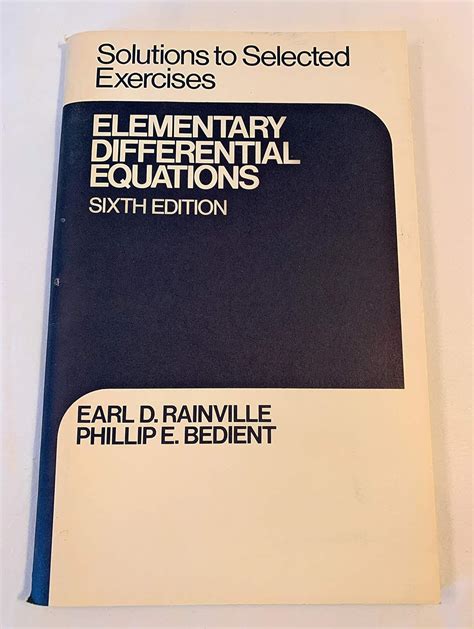 Solutions to Selected
Exercises
ELEMENTARY
DIFFERENTIAL
EQUATIONS
SIXTH EDITION
EARL D. RAINVILLE
PHILLIP E. BEDIENT